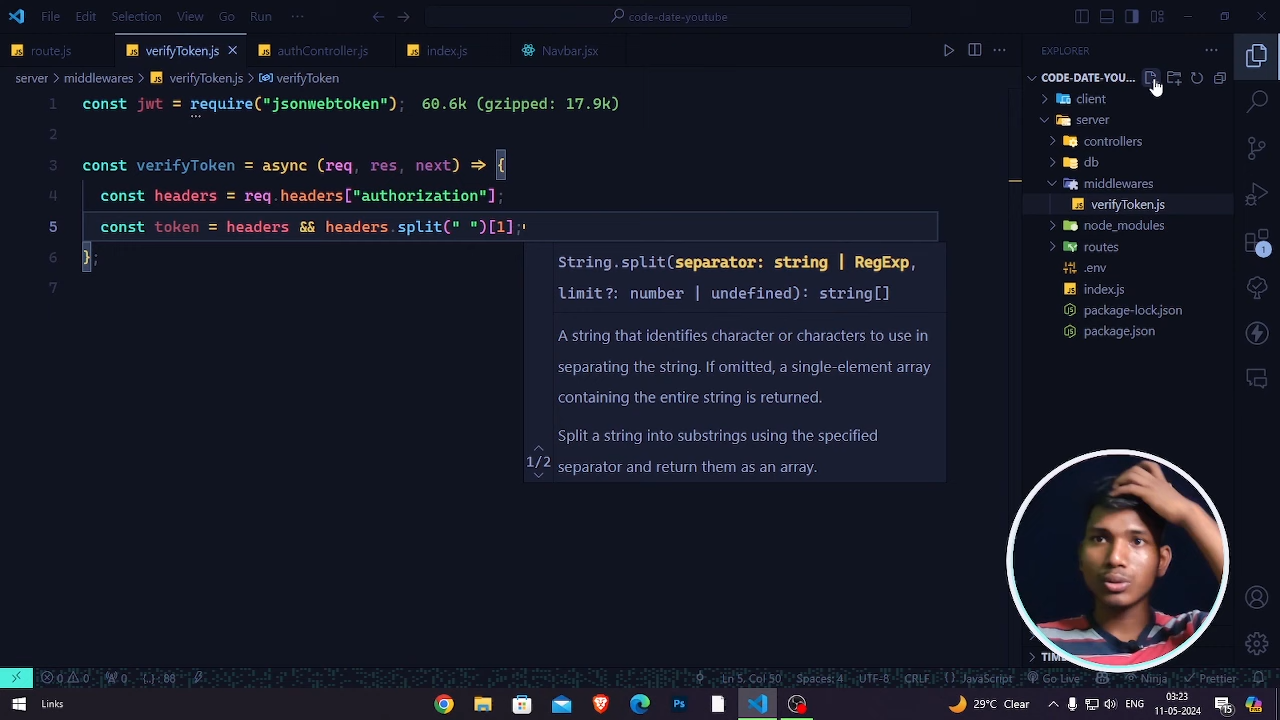 File Edit Selection View Go Run ··· code-date-youtube
route.js verifyToken.js authController.js index.js Navbar.jsx
EXPLORER
server > middlewares > verifyToken.js > verifyToken
CODE-DATE-YOU...
1 const jwt = require("jsonwebtoken"); 60.6k (gzipped: 17.9k)
2
3 const verifyToken = async (req, res, next) => {
4 const headers = req.headers["authorization"];
5 const token = headers && headers.split(" ")[1];
6 };
7
String.split(separator: string | RegExp,
limit?: number | undefined): string[]
A string that identifies character or characters to use in
separating the string. If omitted, a single-element array
containing the entire string is returned.
Split a string into substrings using the specified
separator and return them as an array.
1/2
client
server
controllers
db
middlewares
verifyToken.js
node_modules
routes
.env
index.js
package-lock.json
package.json
1
0 0 0 Ln 5, Col 50 Spaces: 4 UTF-8 CRLF {} JavaScript Go Live Ninja Prettier
Links 29°C Clear 03:23
11-05-2024